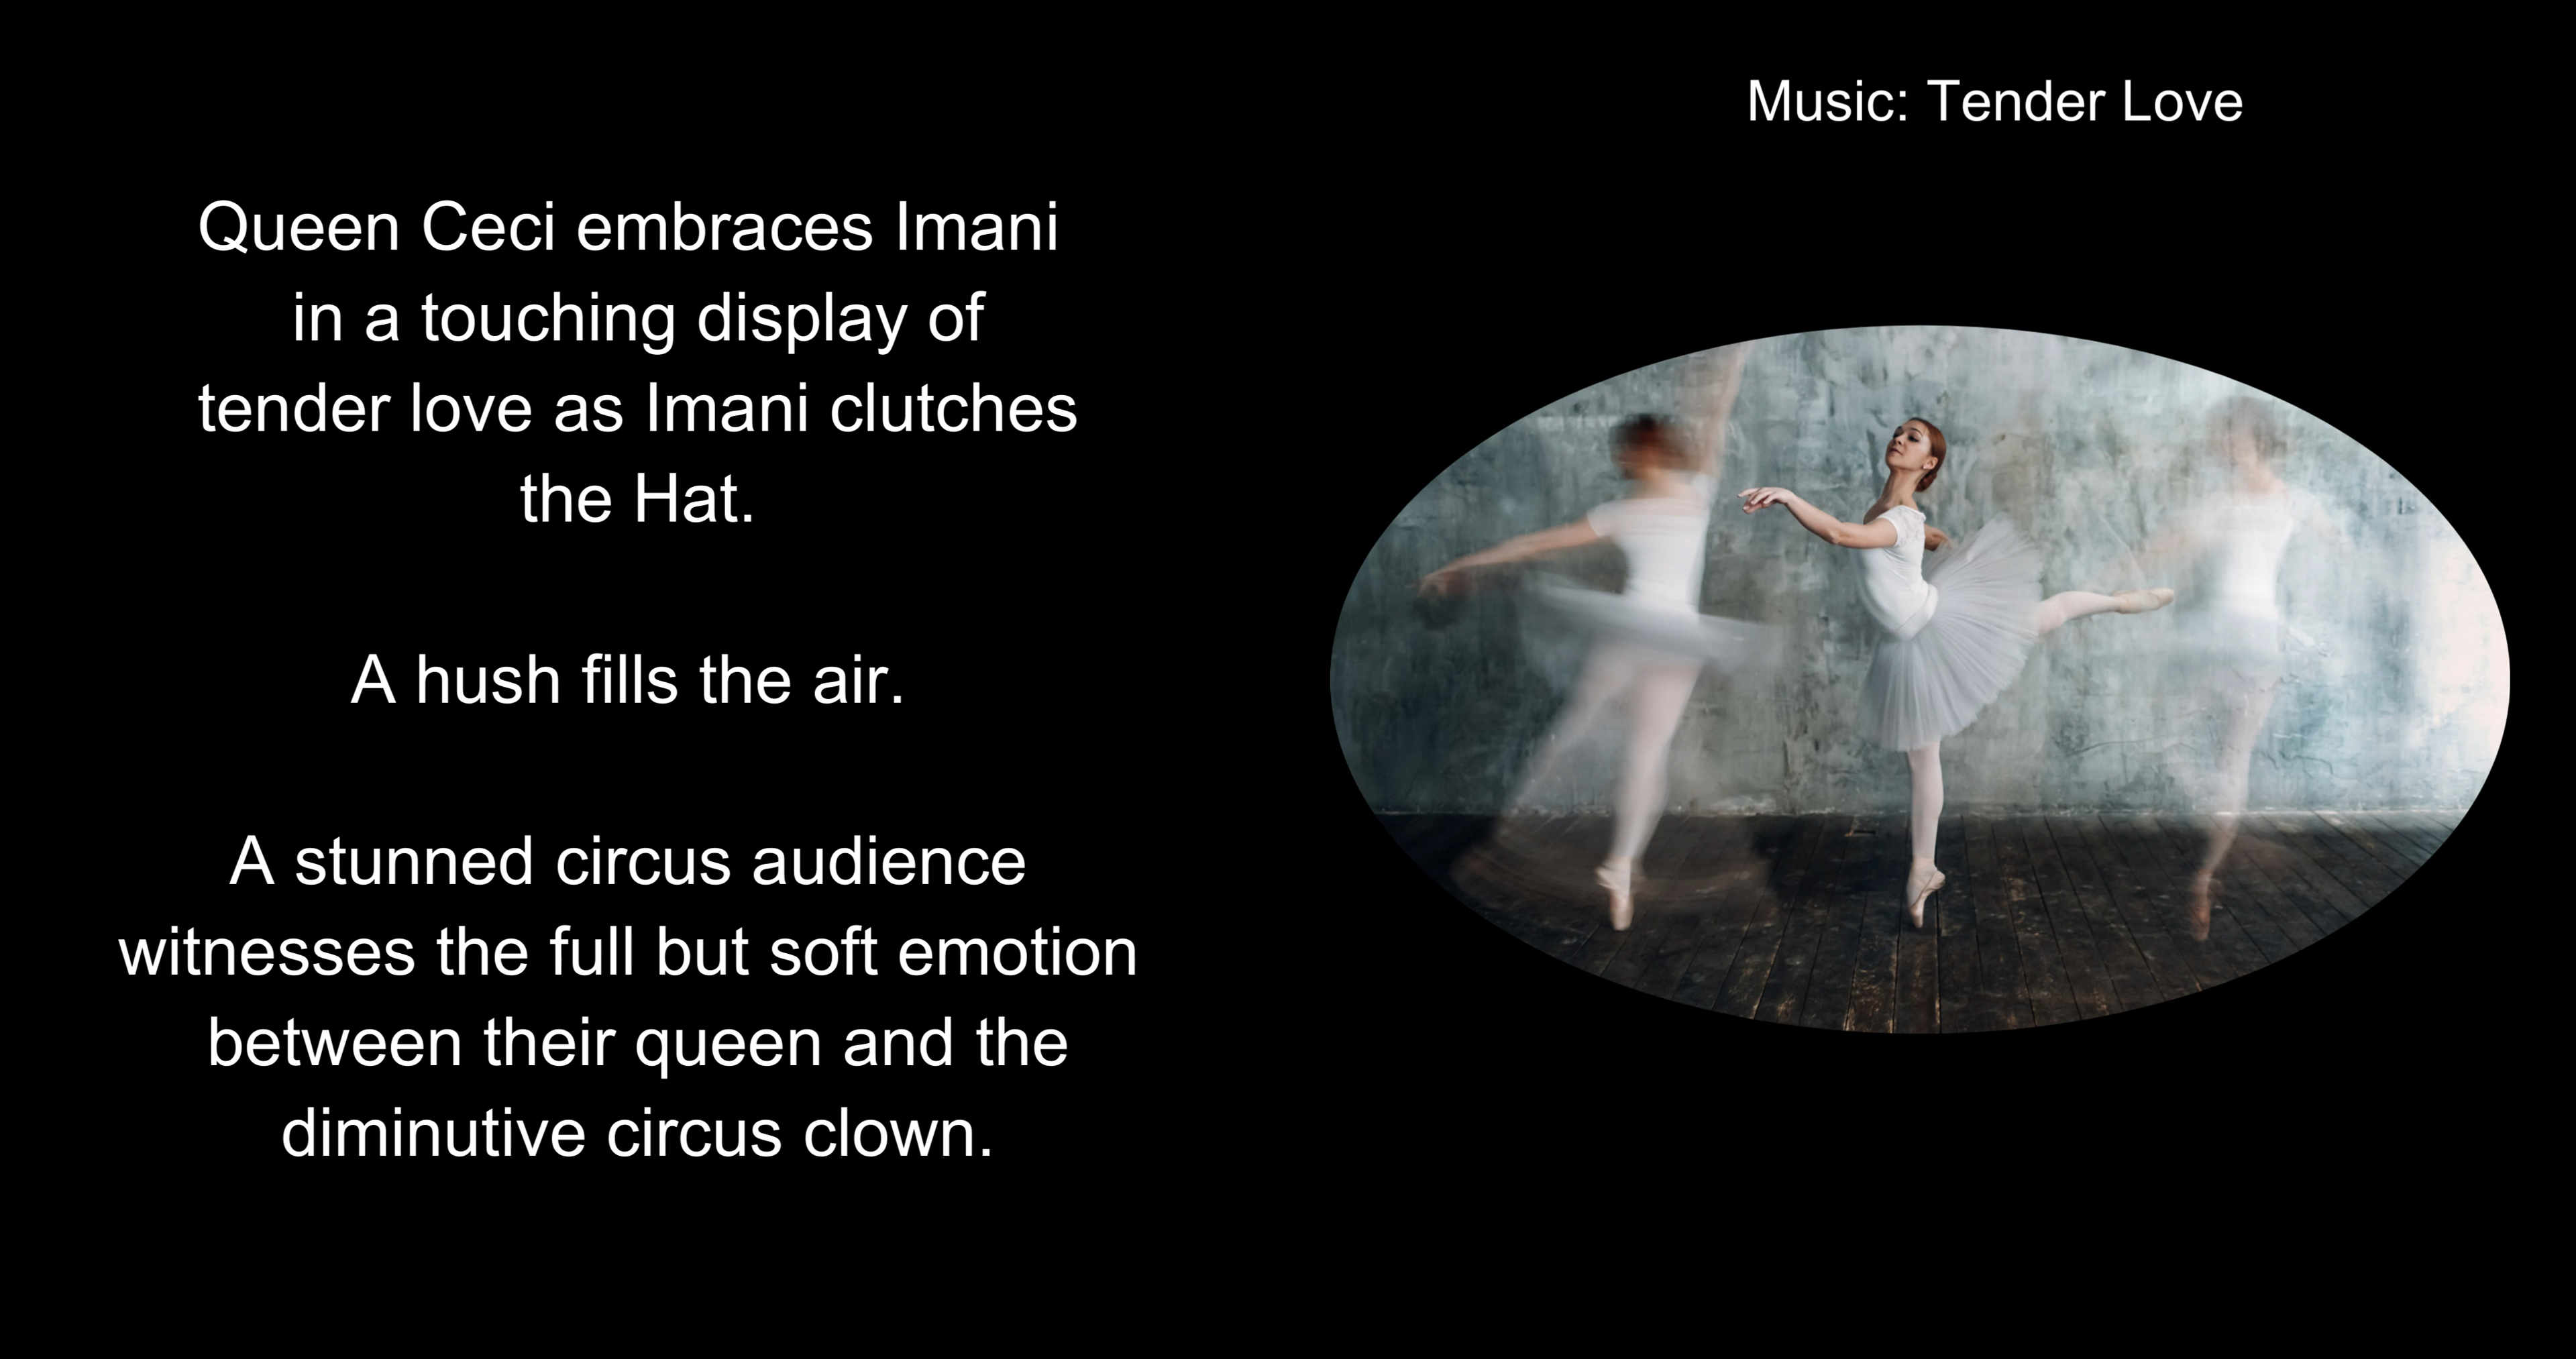 Music: Tender Love
Queen Ceci embraces Imani
in a touching display of
tender love as Imani clutches
the Hat.
A hush fills the air.
A stunned circus audience
witnesses the full but soft emotion
between their queen and the
diminutive circus clown.